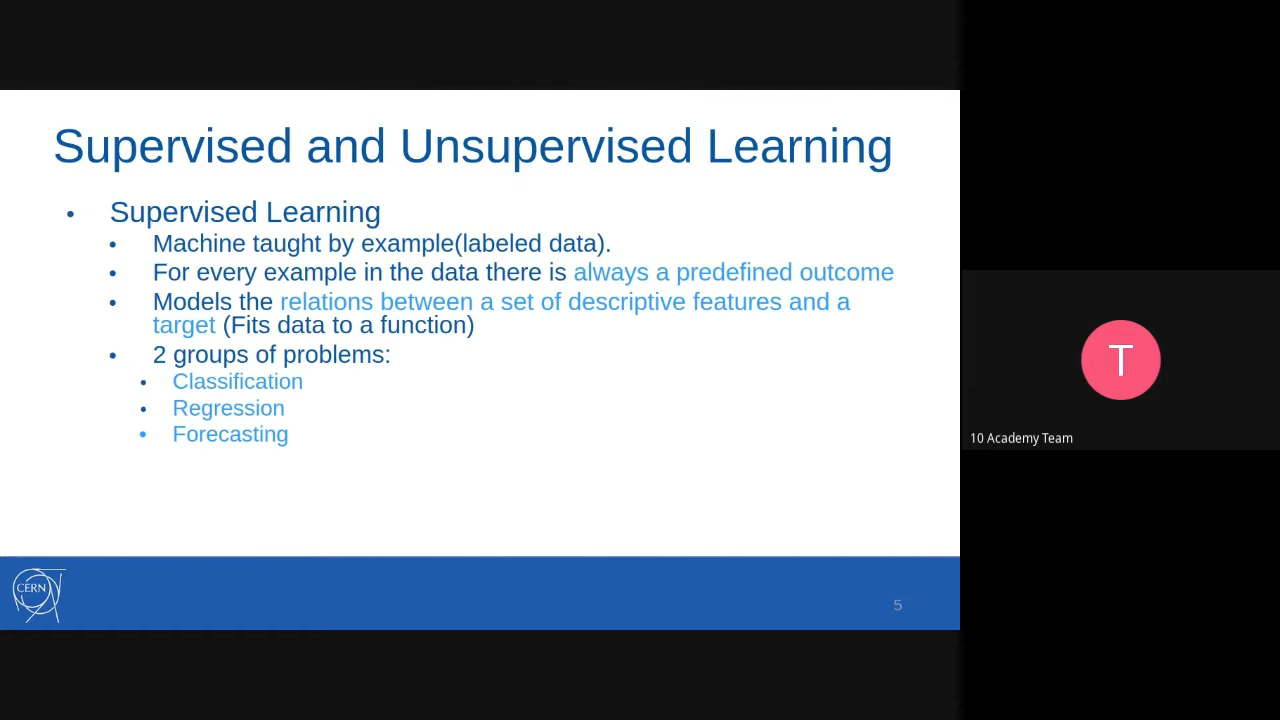 Supervised and Unsupervised Learning
• Supervised Learning
• Machine taught by example(labeled data).
• For every example in the data there is always a predefined outcome
• Models the relations between a set of descriptive features and a
target (Fits data to a function)
• 2 groups of problems:
• Classification
• Regression
• Forecasting
CERN
5
T
10 Academy Team